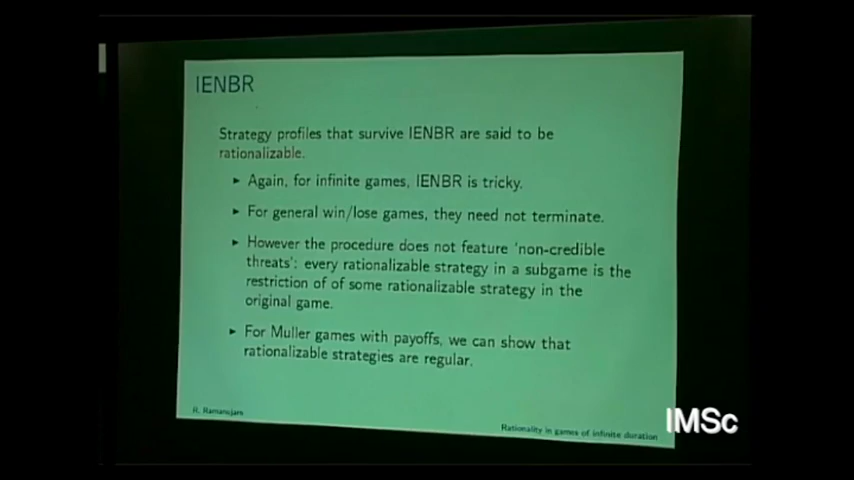 IENBR
Strategy profiles that survive IENBR are said to be
rationalizable.
▸ Again, for infinite games, IENBR is tricky.
▸ For general win/lose games, they need not terminate.
▸ However the procedure does not feature 'non-credible
threats': every rationalizable strategy in a subgame is the
restriction of of some rationalizable strategy in the
original game.
▸ For Muller games with payoffs, we can show that
rationalizable strategies are regular.
R. Ramanujam
Rationality in games of infinite duration
IMSc